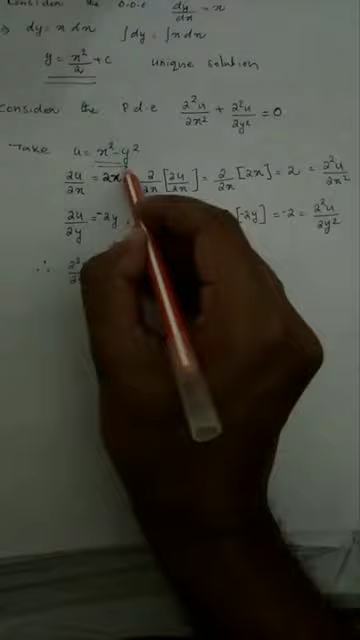 Consider the O.D.E dy/dx = x
⇒ dy = x dx ∫dy = ∫x dx
y = x²/2 + c unique solution
Consider the P.d.e ∂²u/∂x² + ∂²u/∂y² = 0
Take u = x² - y²
∂u/∂x = 2x ∂/∂x [∂u/∂x] = ∂/∂x [2x] = 2 = ∂²u/∂x²
∂u/∂y = -2y [-2y] = -2 = ∂²u/∂y²
∴